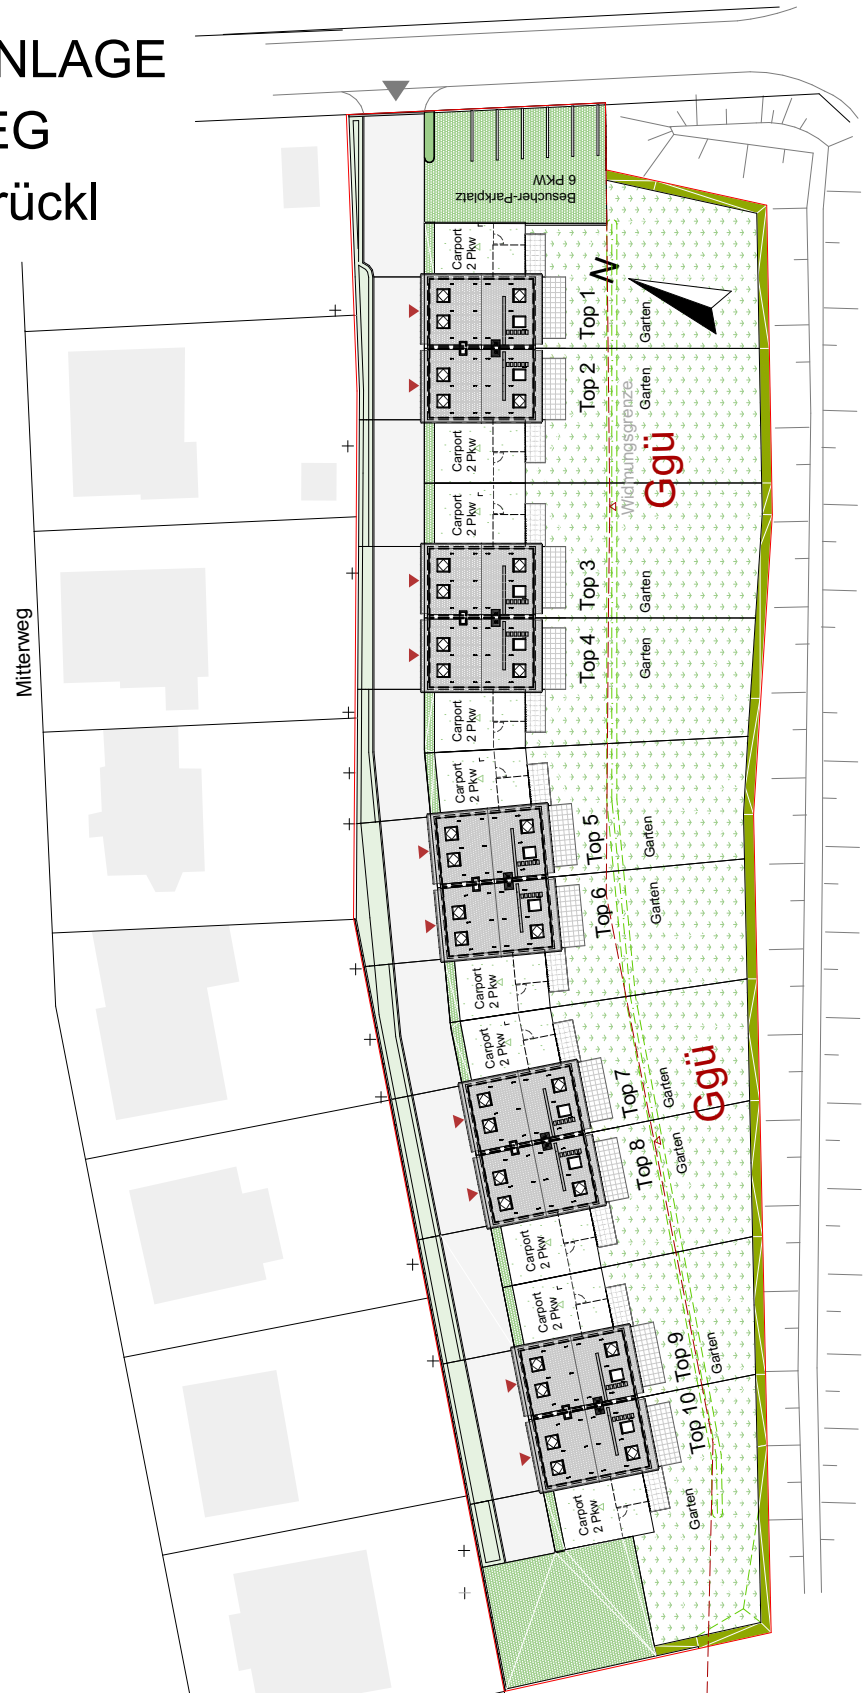 NLAGE
EG
rückl
Besucher-Parkplatz
6 PKW
Carport
2 Pkw
N
Top 1
Garten
Top 2
Garten
Widmungsgrenze
Ggü
Carport
2 Pkw
Carport
2 Pkw
Top 3
Garten
Mitterweg
Top 4
Garten
Carport
2 Pkw
Carport
2 Pkw
Top 5
Garten
Top 6
Garten
Carport
2 Pkw
Carport
2 Pkw
Ggü
Top 7
Garten
Top 8
Garten
Carport
2 Pkw
Carport
2 Pkw
Top 9
Garten
Top 10
Garten
Carport
2 Pkw